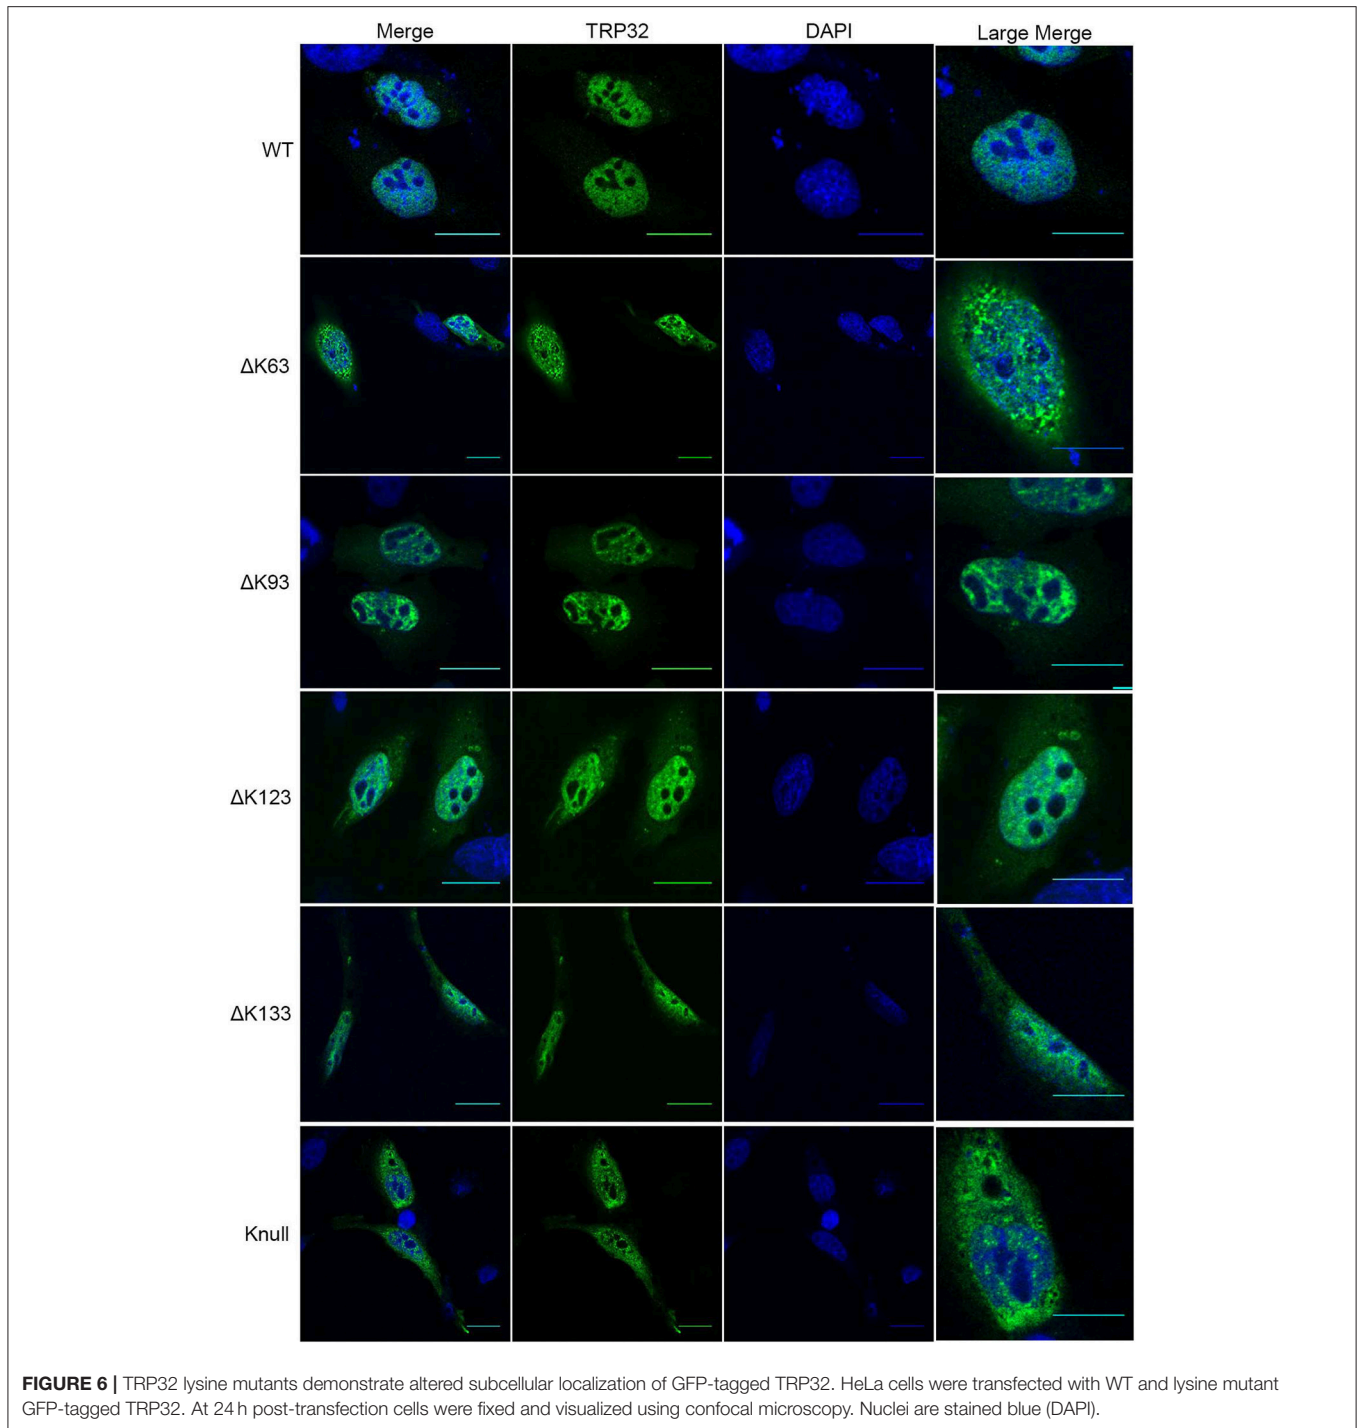 Merge TRP32 DAPI Large Merge
WT
ΔK63
ΔK93
ΔK123
ΔK133
Knull
FIGURE 6 | TRP32 lysine mutants demonstrate altered subcellular localization of GFP-tagged TRP32. HeLa cells were transfected with WT and lysine mutant
GFP-tagged TRP32. At 24 h post-transfection cells were fixed and visualized using confocal microscopy. Nuclei are stained blue (DAPI).